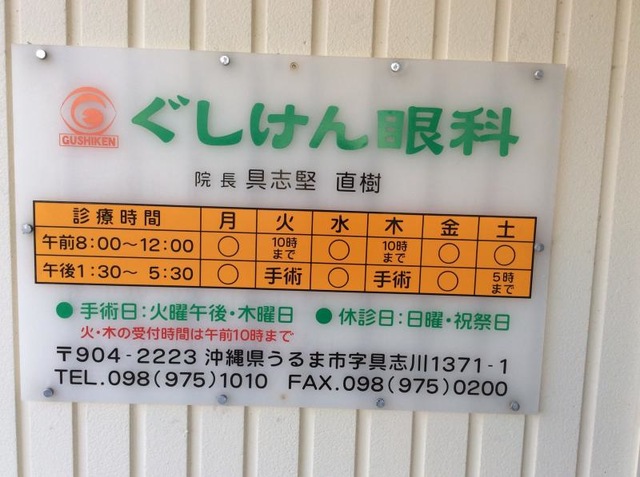 GUSHIKEN
ぐしけん眼科
院長 具志堅 直樹
診療時間 月 火 水 木 金 土
午前8:00～12:00 ○ 10時まで ○ 10時まで ○ ○
午後1:30～ 5:30 ○ 手術 ○ 手術 ○ 5時まで
●手術日:火曜午後・木曜日 ●休診日:日曜・祝祭日
火・木の受付時間は午前10時まで
〒904-2223 沖縄県うるま市字具志川1371-1
TEL.098(975)1010 FAX.098(975)0200